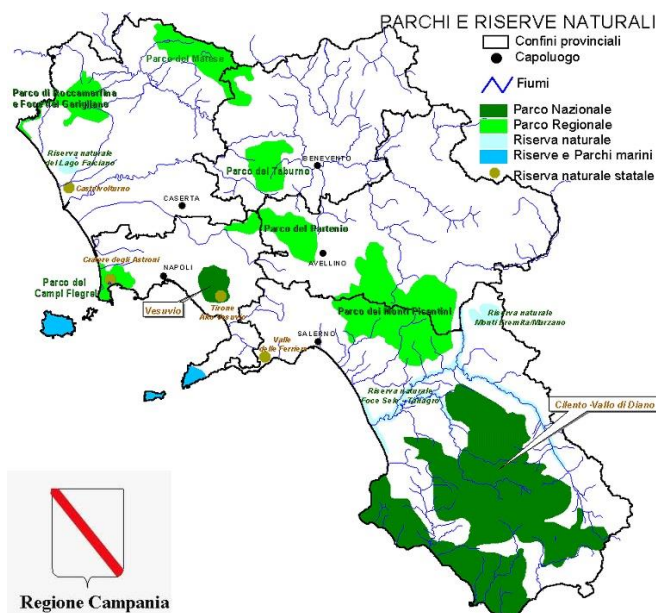 PARCHI E RISERVE NATURALI
Confini provinciali
Capoluogo
Fiumi
Parco Nazionale
Parco Regionale
Riserva naturale
Riserve e Parchi marini
Riserva naturale statale
Parco del Matese
Parco di Roccamorfina
e Foce del Garigliano
Riserva naturale
del Lago Falciano
Castelvolturno
BENEVENTO
Parco del Taburno
CASERTA
Parco del Partenio
AVELLINO
Cratere degli Astroni
NAPOLI
Parco dei
Campi Flegrei
Vesuvio
Tirone
Alto Vesuvio
Parco dei Monti Picentini
Riserva naturale
Monti Eremita/Marzano
SALERNO
Valle
delle Ferriere
Riserva naturale
Foce Sele - Tanagro
Cilento -Vallo di Diano
Regione Campania